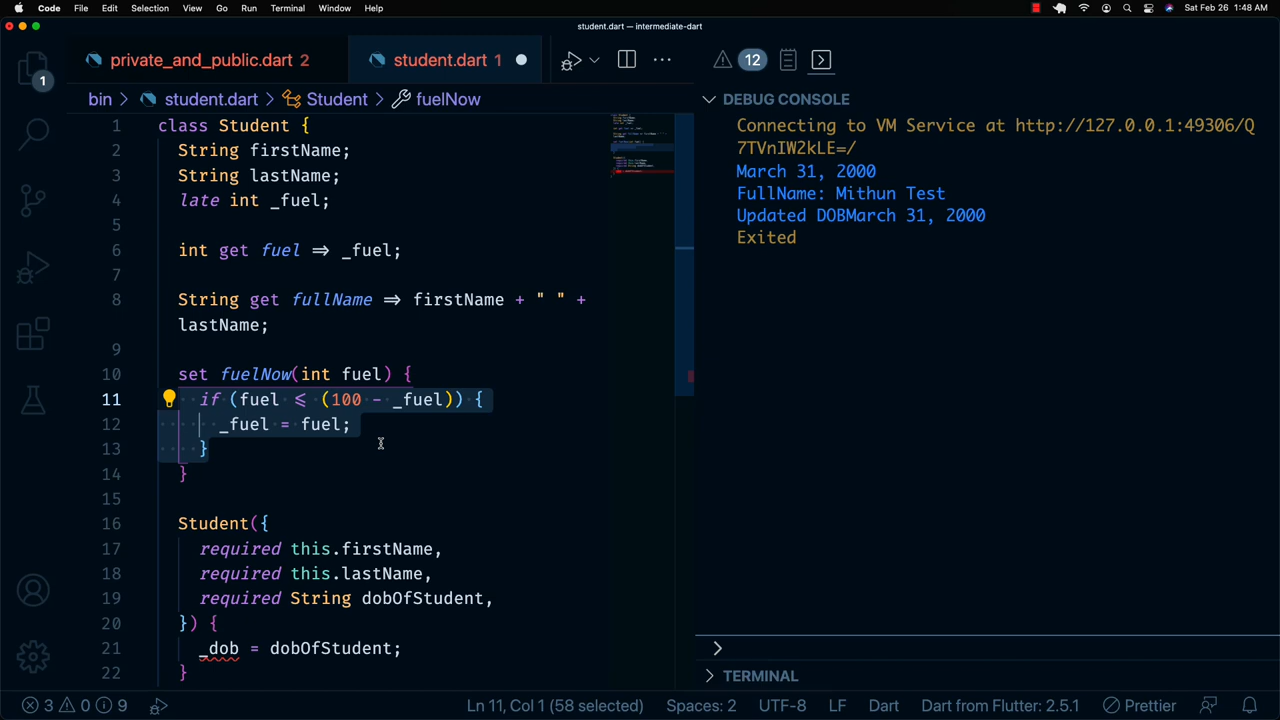 Code File Edit Selection View Go Run Terminal Window Help Sat Feb 26 1:48 AM
student.dart — intermediate-dart
private_and_public.dart 2 student.dart 1 12
1
bin > student.dart > Student > fuelNow
DEBUG CONSOLE
1 class Student {
2 String firstName;
3 String lastName;
4 late int _fuel;
5
6 int get fuel => _fuel;
7
8 String get fullName => firstName + " " +
lastName;
9
10 set fuelNow(int fuel) {
11 if (fuel <= (100 - _fuel)) {
12 _fuel = fuel;
13 }
14 }
15
16 Student({
17 required this.firstName,
18 required this.lastName,
19 required String dobOfStudent,
20 }) {
21 _dob = dobOfStudent;
22 }
Connecting to VM Service at http://127.0.0.1:49306/Q
7TVnIW2kLE=/
March 31, 2000
FullName: Mithun Test
Updated DOBMarch 31, 2000
Exited
>
TERMINAL
3 0 9 Ln 11, Col 1 (58 selected) Spaces: 2 UTF-8 LF Dart Dart from Flutter: 2.5.1 Prettier